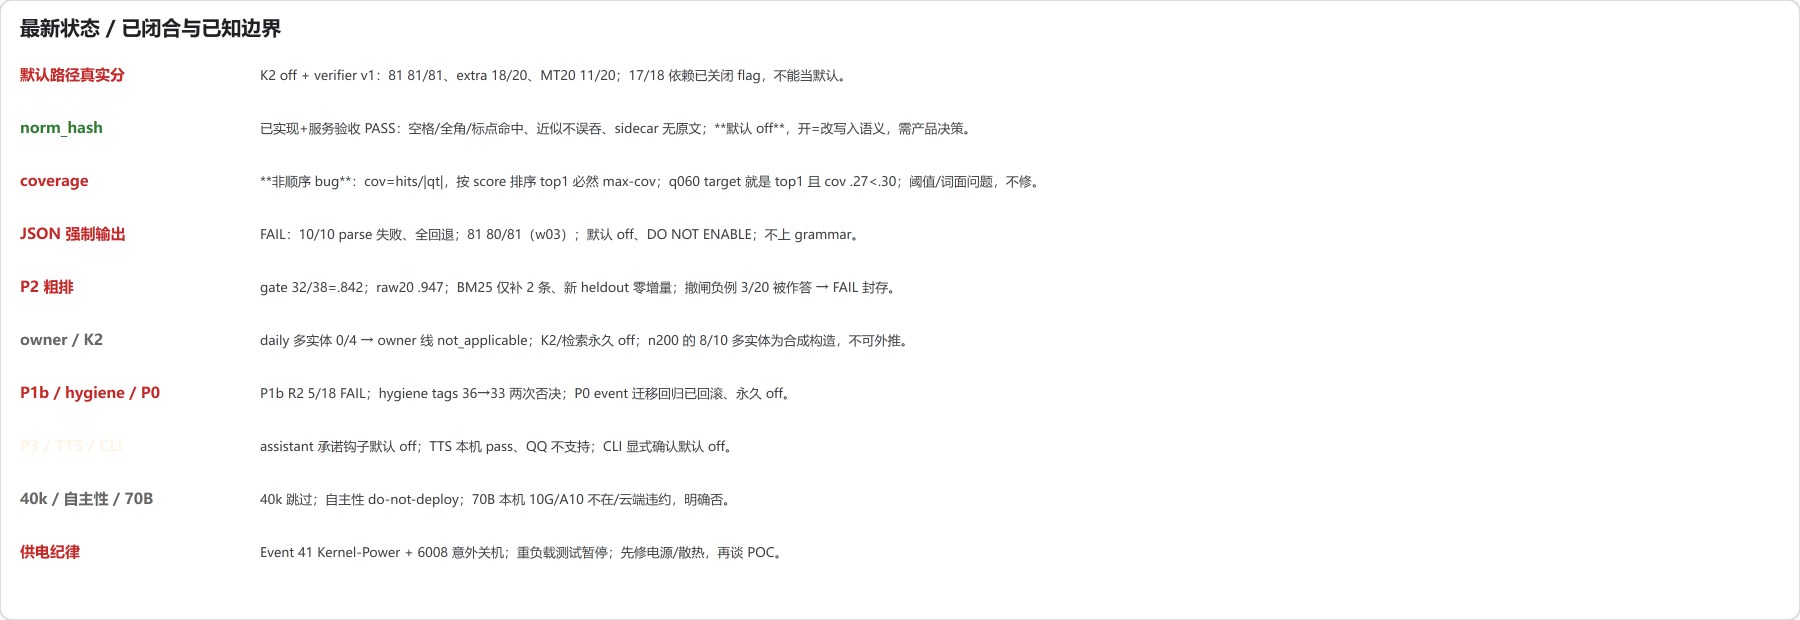 最新状态 / 已闭合与已知边界
默认路径真实分 K2 off + verifier v1：81 81/81、extra 18/20、MT20 11/20；17/18 依赖已关闭 flag，不能当默认。
norm_hash 已实现+服务验收 PASS：空格/全角/标点命中、近似不误吞、sidecar 无原文；**默认 off**，开=改写入语义，需产品决策。
coverage **非顺序 bug**：cov=hits/|qt|，按 score 排序 top1 必然 max-cov；q060 target 就是 top1 且 cov .27<.30；阈值/词面问题，不修。
JSON 强制输出 FAIL：10/10 parse 失败、全回退；81 80/81（w03）；默认 off、DO NOT ENABLE；不上 grammar。
P2 粗排 gate 32/38=.842；raw20 .947；BM25 仅补 2 条、新 heldout 零增量；撤闸负例 3/20 被作答 → FAIL 封存。
owner / K2 daily 多实体 0/4 → owner 线 not_applicable；K2/检索永久 off；n200 的 8/10 多实体为合成构造，不可外推。
P1b / hygiene / P0 P1b R2 5/18 FAIL；hygiene tags 36→33 两次否决；P0 event 迁移回归已回滚、永久 off。
P3 / TTS / CLI assistant 承诺钩子默认 off；TTS 本机 pass、QQ 不支持；CLI 显式确认默认 off。
40k / 自主性 / 70B 40k 跳过；自主性 do-not-deploy；70B 本机 10G/A10 不在/云端违约，明确否。
供电纪律 Event 41 Kernel-Power + 6008 意外关机；重负载测试暂停；先修电源/散热，再谈 POC。